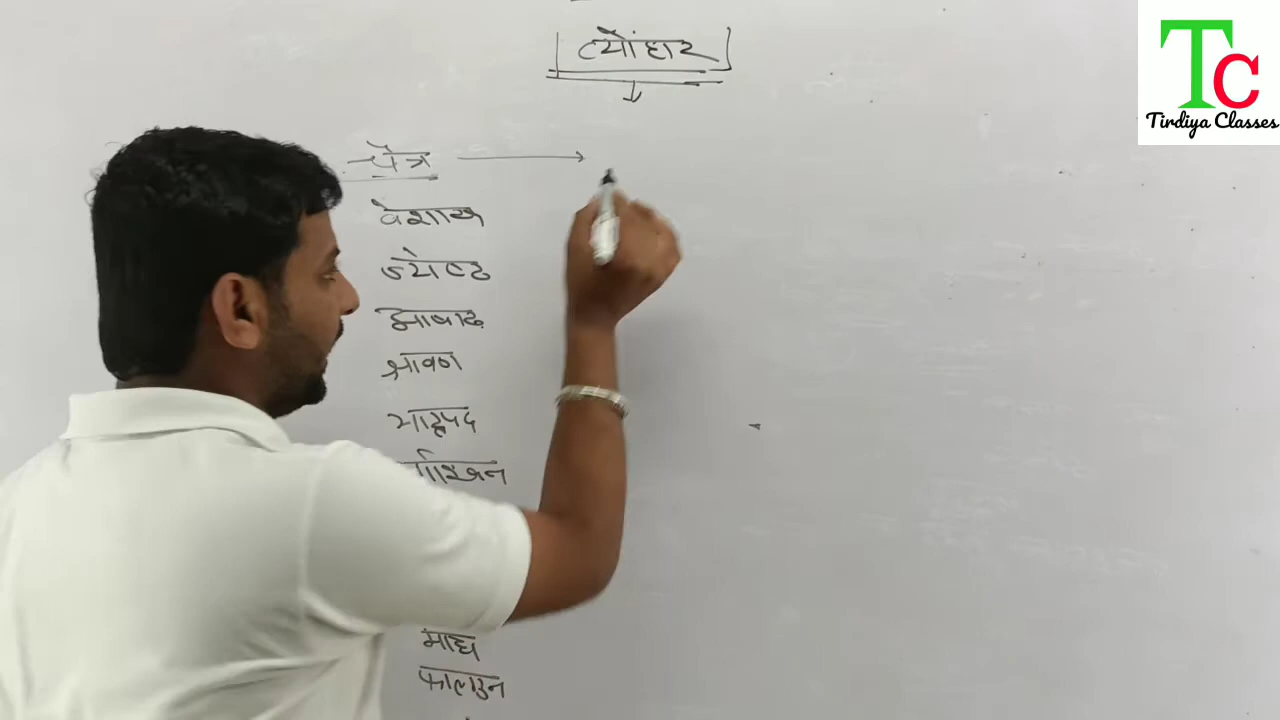 त्योंहार
TC
Tirdiya Classes
चैत्र
वैशाख
ज्येष्ठ
आषाढ
श्रावण
भाद्रपद
आश्विन
माघ
फाल्गुन